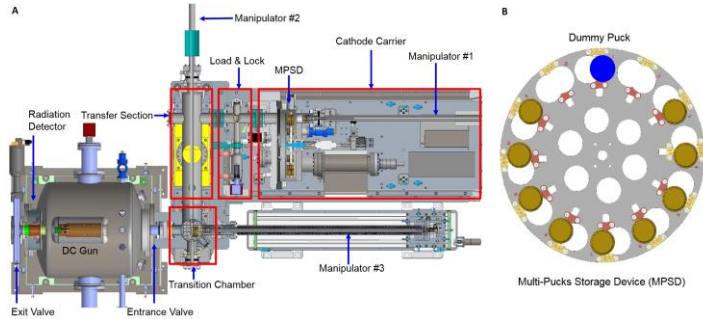 A
Manipulator #2
B
Cathode Carrier
Dummy Puck
Load & Lock
MPSD
Manipulator #1
Radiation
Detector
Transfer Section
DC Gun
Manipulator #3
Transition Chamber
Exit Valve
Entrance Valve
Multi-Pucks Storage Device (MPSD)